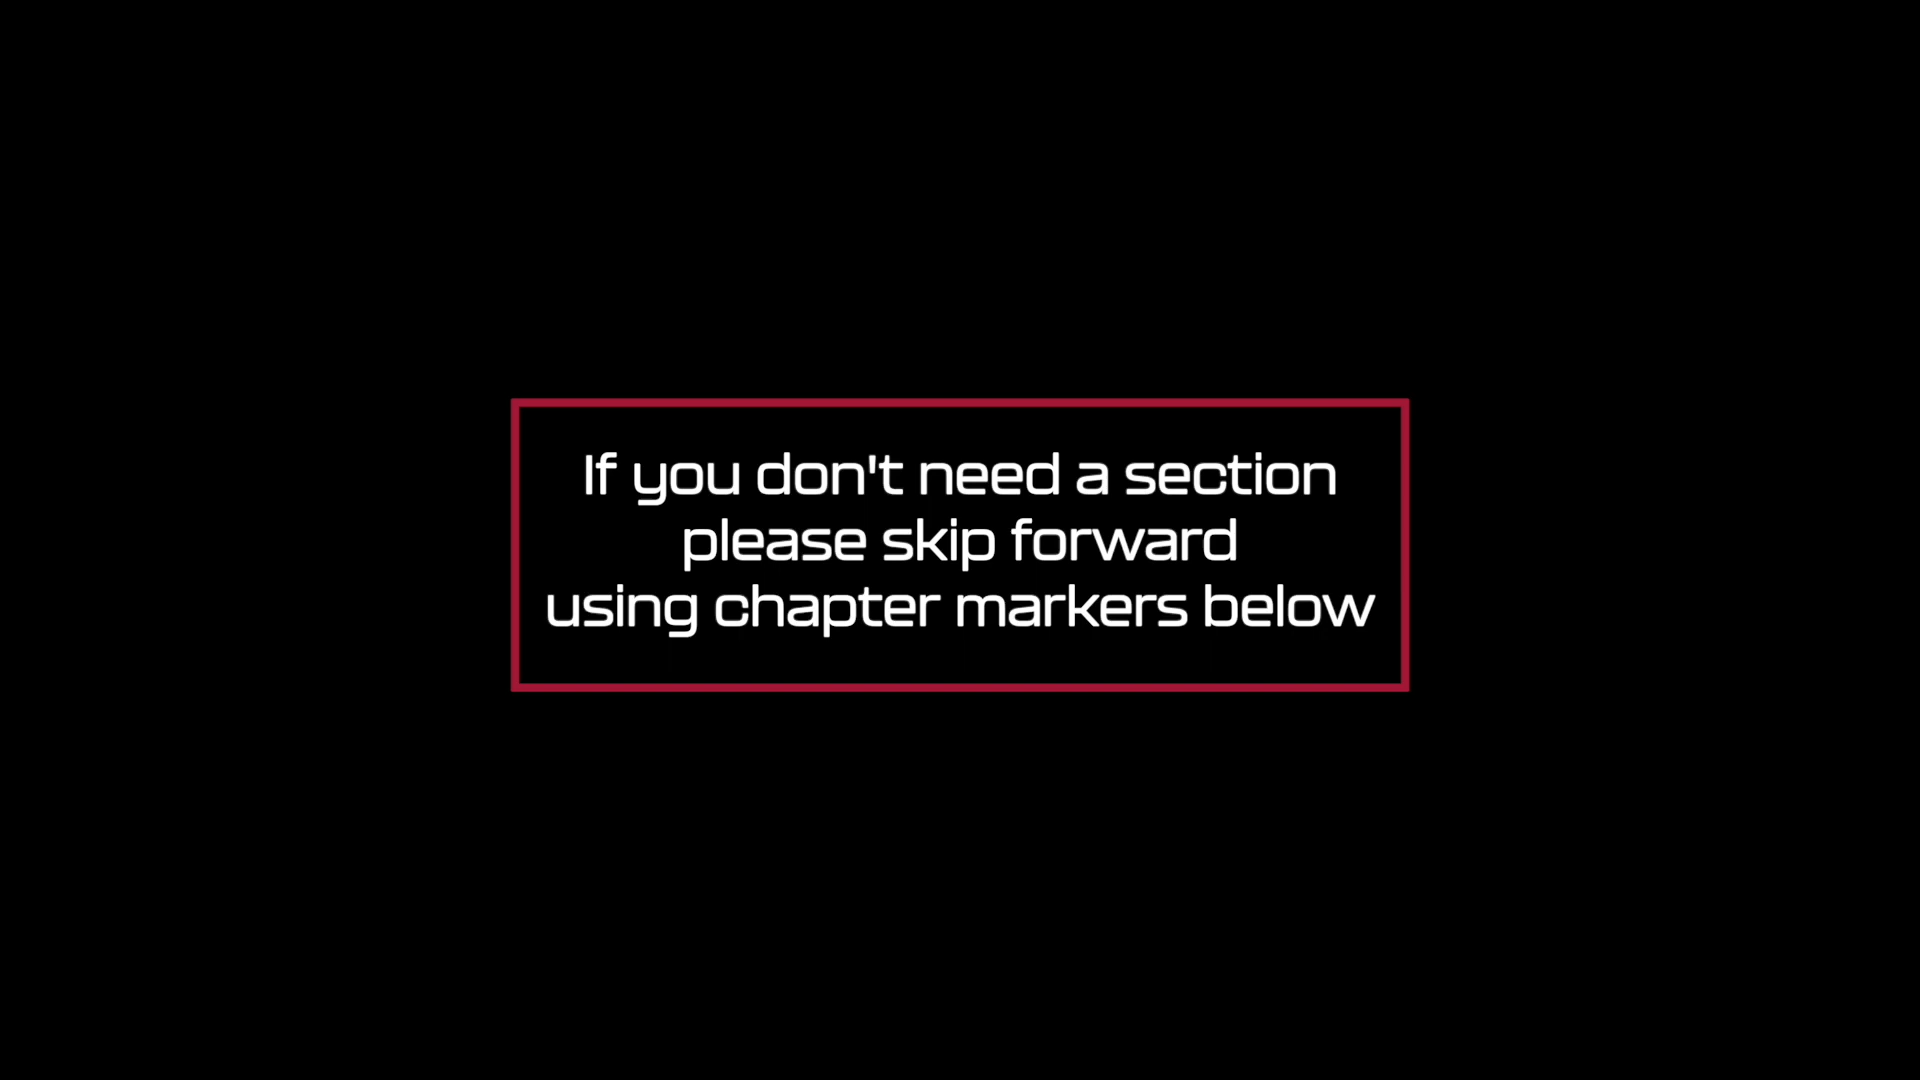 If you don't need a section
please skip forward
using chapter markers below